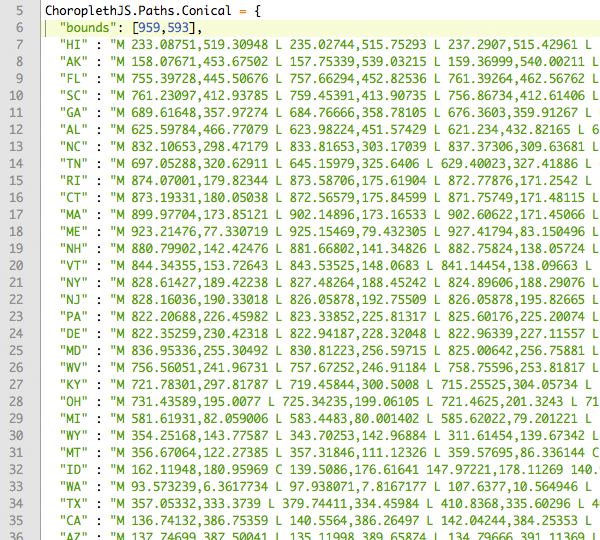 5 ChoroplethJS.Paths.Conical = {
6 "bounds": [959,593],
7 "HI" : "M 233.08751,519.30948 L 235.02744,515.75293 L 237.2907,515.42961 L
8 "AK" : "M 158.07671,453.67502 L 157.75339,539.03215 L 159.36999,540.00211 L
9 "FL" : "M 755.39728,445.50676 L 757.66294,452.82536 L 761.39264,462.56762 L
10 "SC" : "M 761.23097,412.93785 L 759.45391,413.90735 L 756.86734,412.61406 L
11 "GA" : "M 689.61648,357.97274 L 684.76666,358.78105 L 676.3603,359.91267 L
12 "AL" : "M 625.59784,466.77079 L 623.98224,451.57429 L 621.234,432.82165 L 6
13 "NC" : "M 832.10653,298.47179 L 833.81653,303.17039 L 837.37306,309.63681 L
14 "TN" : "M 697.05288,320.62911 L 645.15979,325.6406 L 629.40023,327.41886 L
15 "RI" : "M 874.07001,179.82344 L 873.58706,175.61904 L 872.77876,171.2542 L
16 "CT" : "M 873.19331,180.05038 L 872.56579,175.84599 L 871.75749,171.48115 L
17 "MA" : "M 899.97704,173.85121 L 902.14896,173.16533 L 902.60622,171.45066 L
18 "ME" : "M 923.21476,77.330719 L 925.15469,79.432305 L 927.41794,83.150496 L
19 "NH" : "M 880.79902,142.42476 L 881.66802,141.34826 L 882.75824,138.05724 L
20 "VT" : "M 844.34355,153.72643 L 843.53525,148.0683 L 841.14454,138.09663 L
21 "NY" : "M 828.61427,189.42238 L 827.48264,188.45242 L 824.89606,188.29076 L
22 "NJ" : "M 828.16036,190.33018 L 826.05878,192.75509 L 826.05878,195.82665 L
23 "PA" : "M 822.20688,226.45982 L 823.33852,225.81317 L 825.60176,225.20074 L
24 "DE" : "M 822.35259,230.42318 L 822.94187,228.32048 L 822.96339,227.11557 L
25 "MD" : "M 836.95336,255.30492 L 830.81223,256.59715 L 825.00642,256.75881 L
26 "WV" : "M 756.56051,241.96731 L 757.67252,246.91184 L 758.75596,253.81817 L
27 "KY" : "M 721.78301,297.81787 L 719.45844,300.5008 L 715.25525,304.05734 L
28 "OH" : "M 731.43589,195.0077 L 725.34235,199.06105 L 721.4625,201.3243 L 71
29 "MI" : "M 581.61931,82.059006 L 583.4483,80.001402 L 585.62022,79.201221 L
30 "WY" : "M 354.25168,143.77587 L 343.70253,142.96884 L 311.61454,139.67342 L
31 "MT" : "M 356.67064,122.27385 L 357.31846,111.12326 L 359.57695,86.336144 C
32 "ID" : "M 162.11948,180.95969 C 139.5086,176.61641 147.97221,178.11269 140.
33 "WA" : "M 93.573239,6.3617734 L 97.938071,7.8167177 L 107.6377,10.564946 L
34 "TX" : "M 357.05332,333.3739 L 379.74411,334.45984 L 410.8368,335.60296 L 4
35 "CA" : "M 136.74132,386.75359 L 140.5564,386.26497 L 142.04244,384.25353 L
36 "AZ" : "M 137.74699,387.50041 L 135.11998,389.65874 L 134.79666,391.11369 L